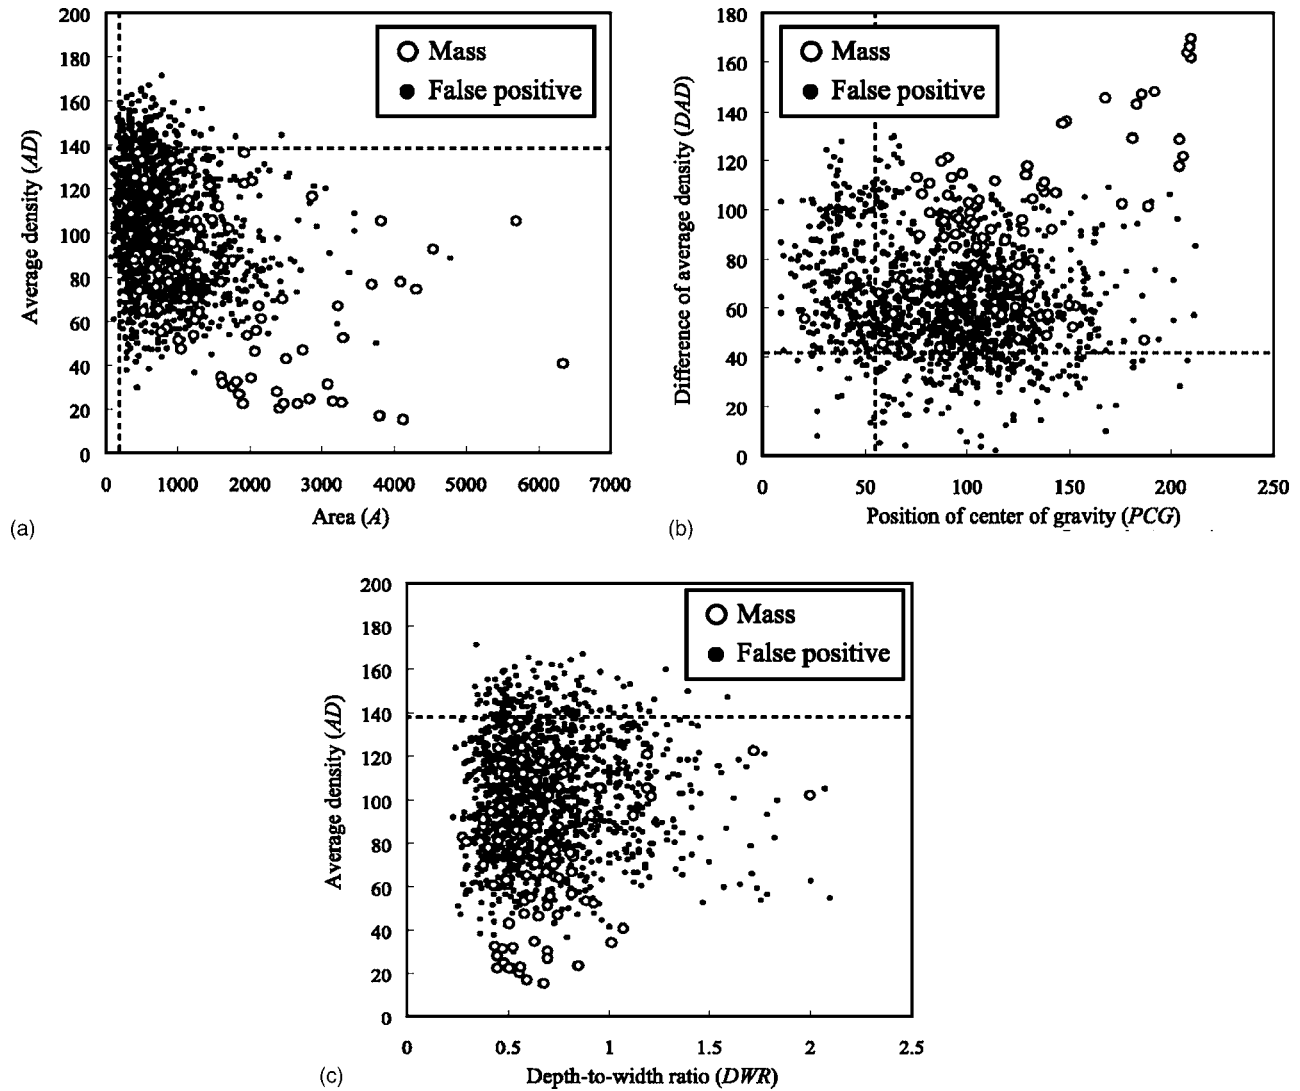 200
180
160
140
120
100
80
60
40
20
0
Average density (AD)
Mass
False positive
0 1000 2000 3000 4000 5000 6000 7000
Area (A)
(a)
180
160
140
120
100
80
60
40
20
0
Difference of average density (DAD)
Mass
False positive
0 50 100 150 200 250
Position of center of gravity (PCG)
(b)
200
180
160
140
120
100
80
60
40
20
0
Average density (AD)
Mass
False positive
0 0.5 1 1.5 2 2.5
Depth-to-width ratio (DWR)
(c)